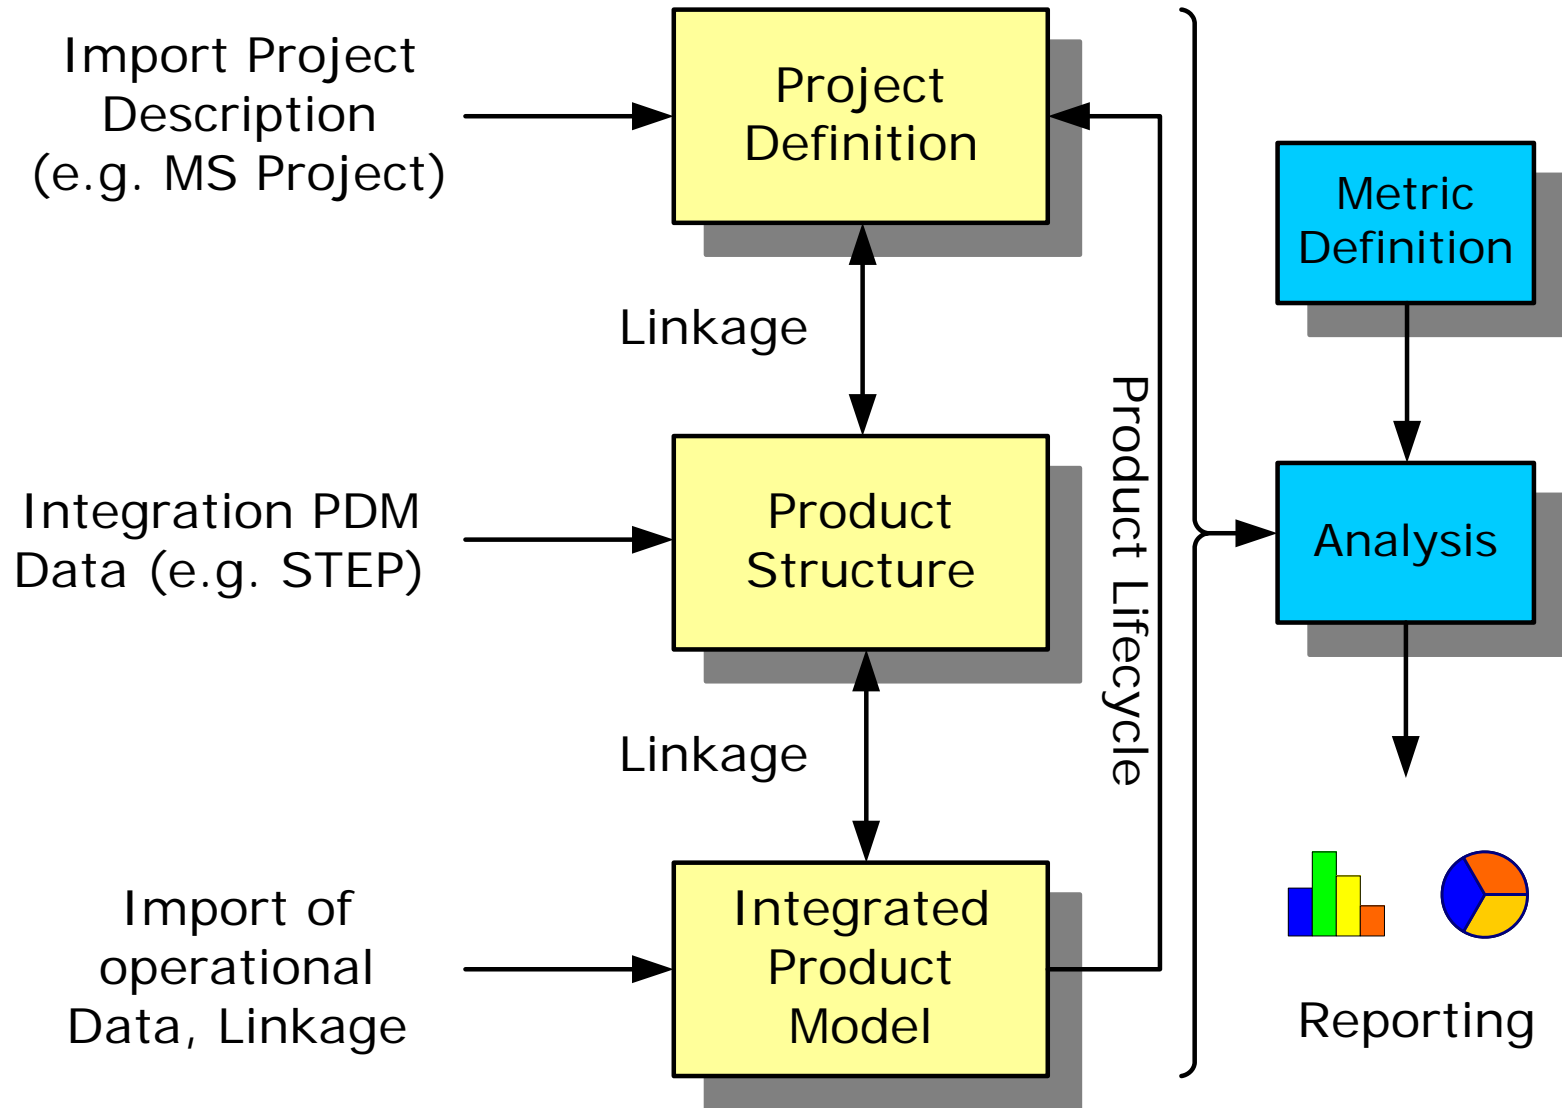 Import Project
Description
(e.g. MS Project)
Project
Definition
Metric
Definition
Linkage
Product Lifecycle
Integration PDM
Data (e.g. STEP)
Product
Structure
Analysis
Linkage
Import of
operational
Data, Linkage
Integrated
Product
Model
Reporting